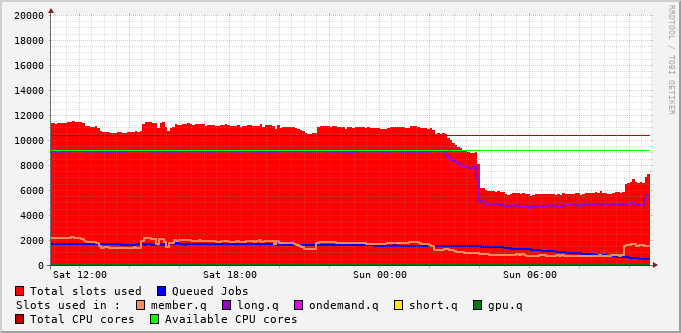 RRDTOOL / TOBI OETIKER
20000
18000
16000
14000
12000
10000
8000
6000
4000
2000
0
Sat 12:00 Sat 18:00 Sun 00:00 Sun 06:00
Total slots used Queued Jobs
Slots used in : member.q long.q ondemand.q short.q gpu.q
Total CPU cores Available CPU cores